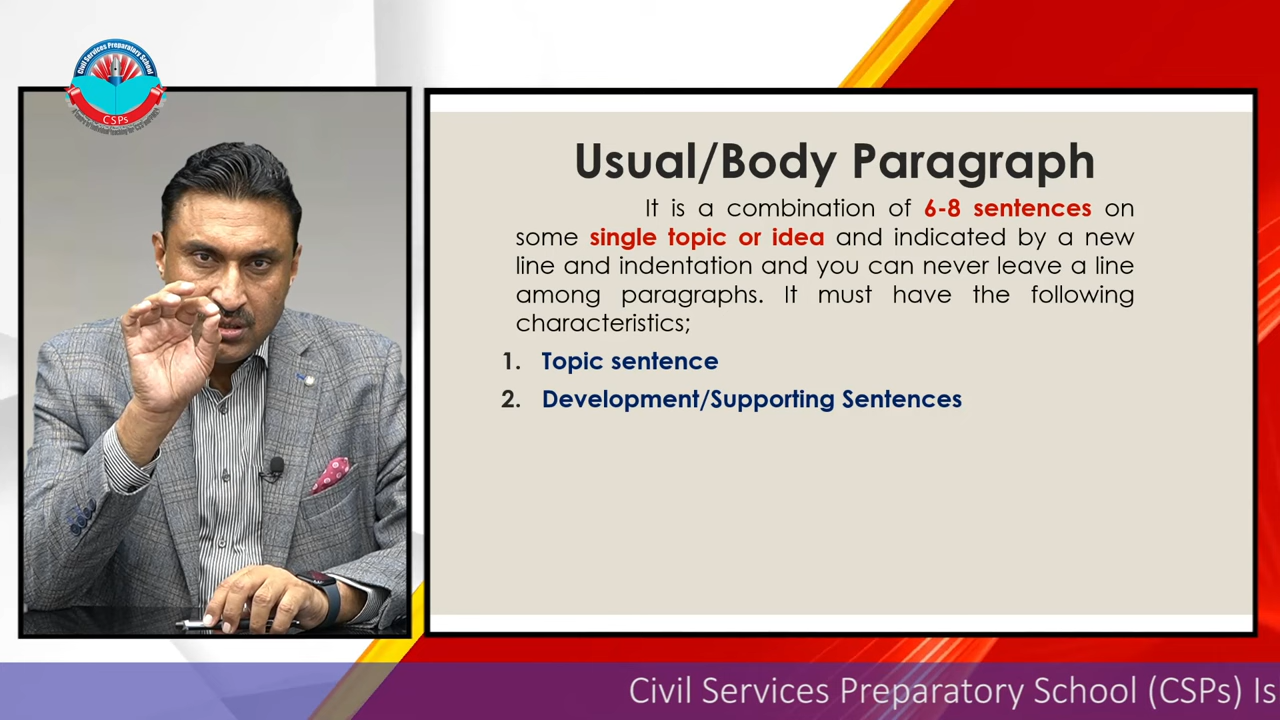 Civil Services Preparatory School
CSPs
Usual/Body Paragraph
It is a combination of 6-8 sentences on
some single topic or idea and indicated by a new
line and indentation and you can never leave a line
among paragraphs. It must have the following
characteristics;
1. Topic sentence
2. Development/Supporting Sentences
Civil Services Preparatory School (CSPs) Is